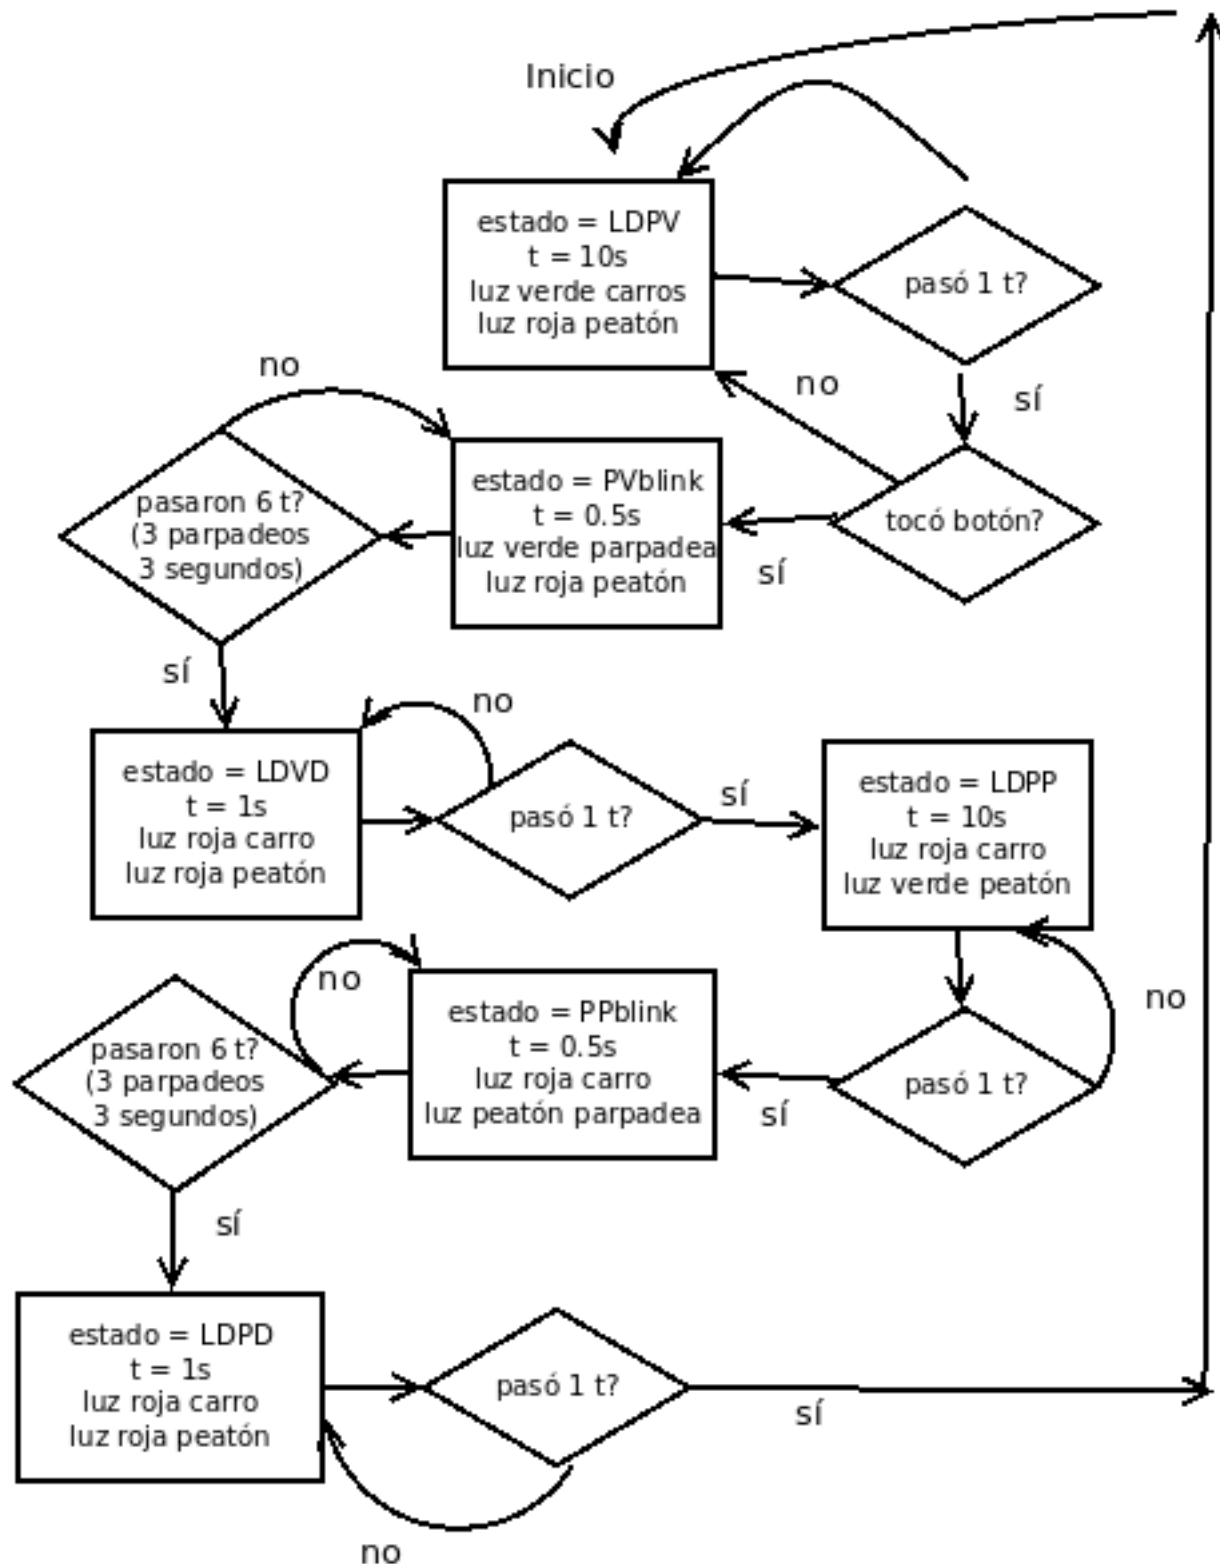 Inicio
estado = LDPV
t = 10s
luz verde carros
luz roja peatón
pasó 1 t?
sí
no
tocó botón?
sí
estado = PVblink
t = 0.5s
luz verde parpadea
luz roja peatón
no
pasaron 6 t?
(3 parpadeos
3 segundos)
sí
estado = LDVD
t = 1s
luz roja carro
luz roja peatón
no
pasó 1 t?
sí
estado = LDPP
t = 10s
luz roja carro
luz verde peatón
no
pasó 1 t?
sí
estado = PPblink
t = 0.5s
luz roja carro
luz peatón parpadea
no
pasaron 6 t?
(3 parpadeos
3 segundos)
sí
estado = LDPD
t = 1s
luz roja carro
luz roja peatón
pasó 1 t?
sí
no